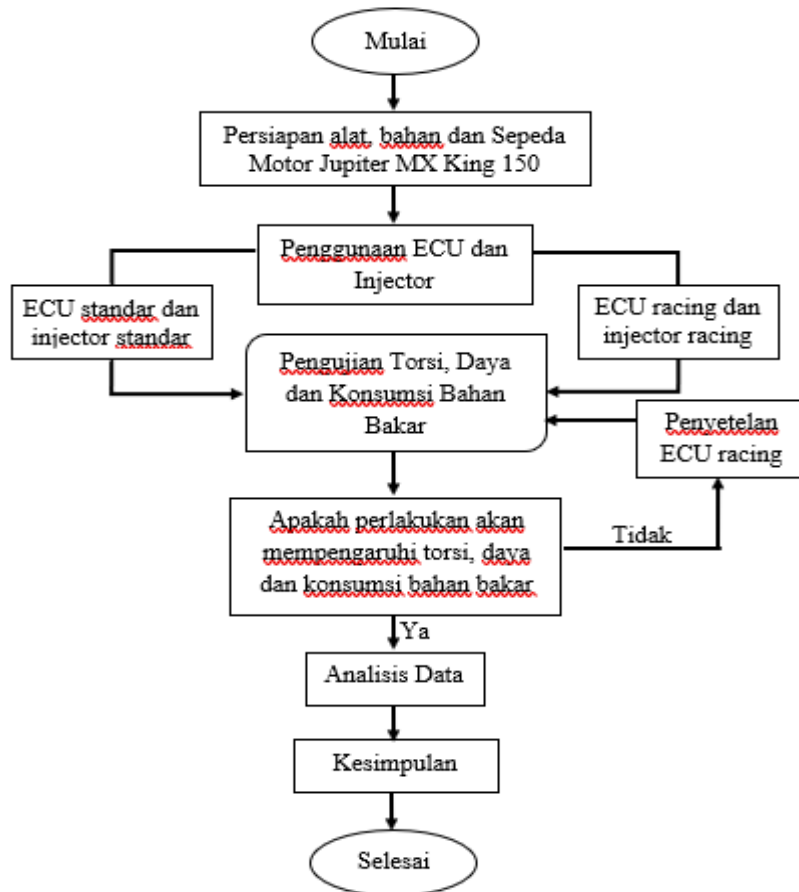 Mulai
Persiapan alat, bahan dan Sepeda
Motor Jupiter MX King 150
Penggunaan ECU dan
Injector
ECU standar dan
injector standar
ECU racing dan
injector racing
Pengujian Torsi, Daya
dan Konsumsi Bahan
Bakar
Penyetelan
ECU racing
Apakah perlakukan akan
mempengaruhi torsi, daya
dan konsumsi bahan bakar
Tidak
Ya
Analisis Data
Kesimpulan
Selesai